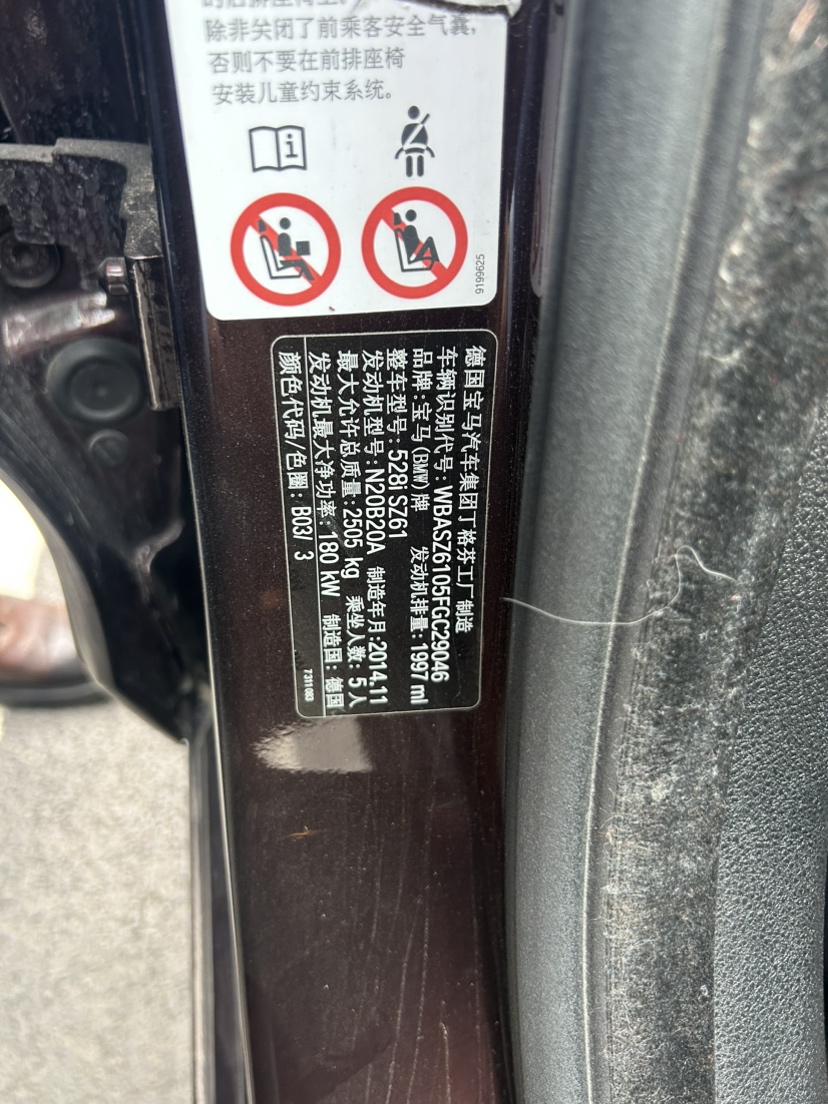 除非关闭了前乘客安全气囊，
否则不要在前排座椅
安装儿童约束系统。
9199625
德国宝马汽车集团丁格芬工厂制造
车辆识别代号:WBASZ6105FGC29046
品牌:宝马(BMW)牌 发动机排量:1997 ml
整车型号:528i SZ61
发动机型号:N20B20A 制造年月:2014.11
最大允许总质量:2505 kg 乘坐人数:5人
发动机最大净功率:180 kW 制造国:德国
颜色代码/色圈:B03/ 3
7311083